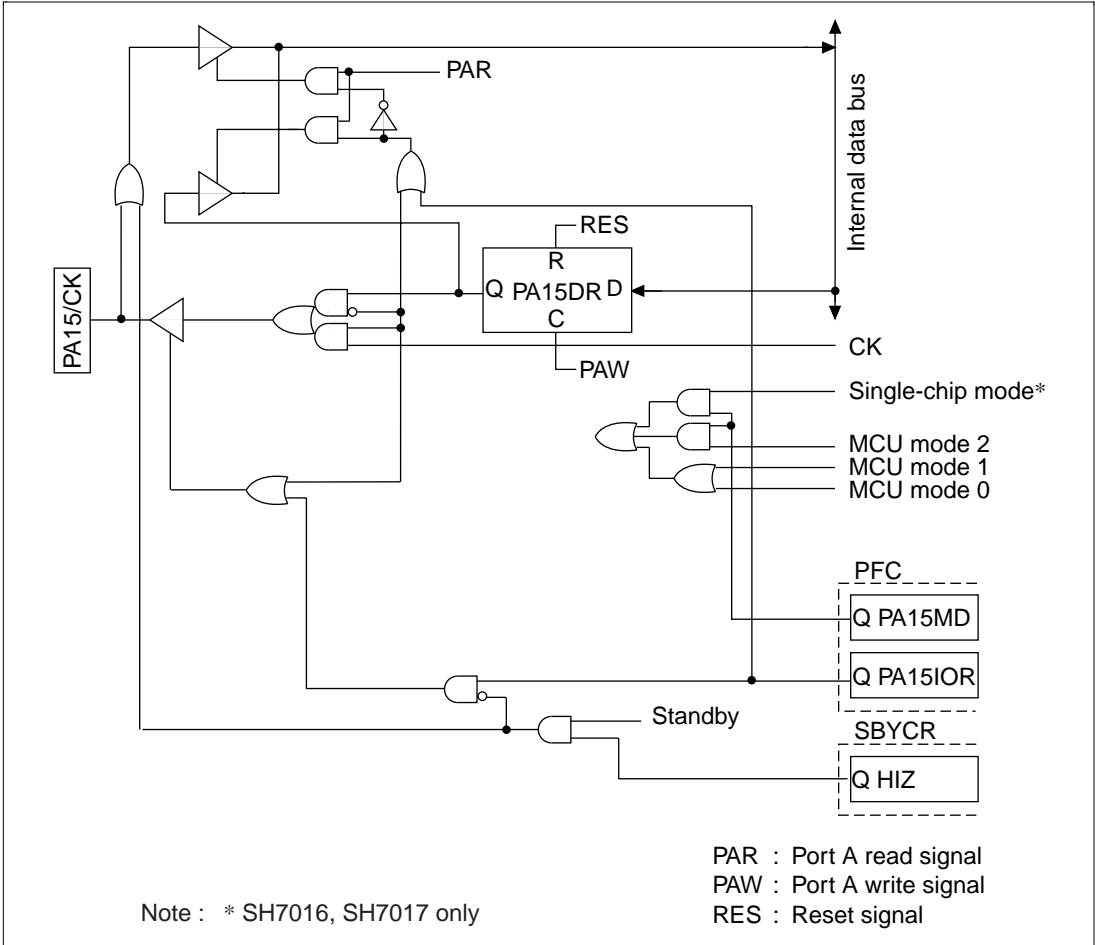 PAR
Internal data bus
RES
R
Q PA15DR D
C
PA15/CK
PAW
CK
Single-chip mode*
MCU mode 2
MCU mode 1
MCU mode 0
PFC
Q PA15MD
Q PA15IOR
Standby
SBYCR
Q HIZ
PAR : Port A read signal
PAW : Port A write signal
RES : Reset signal
Note : * SH7016, SH7017 only